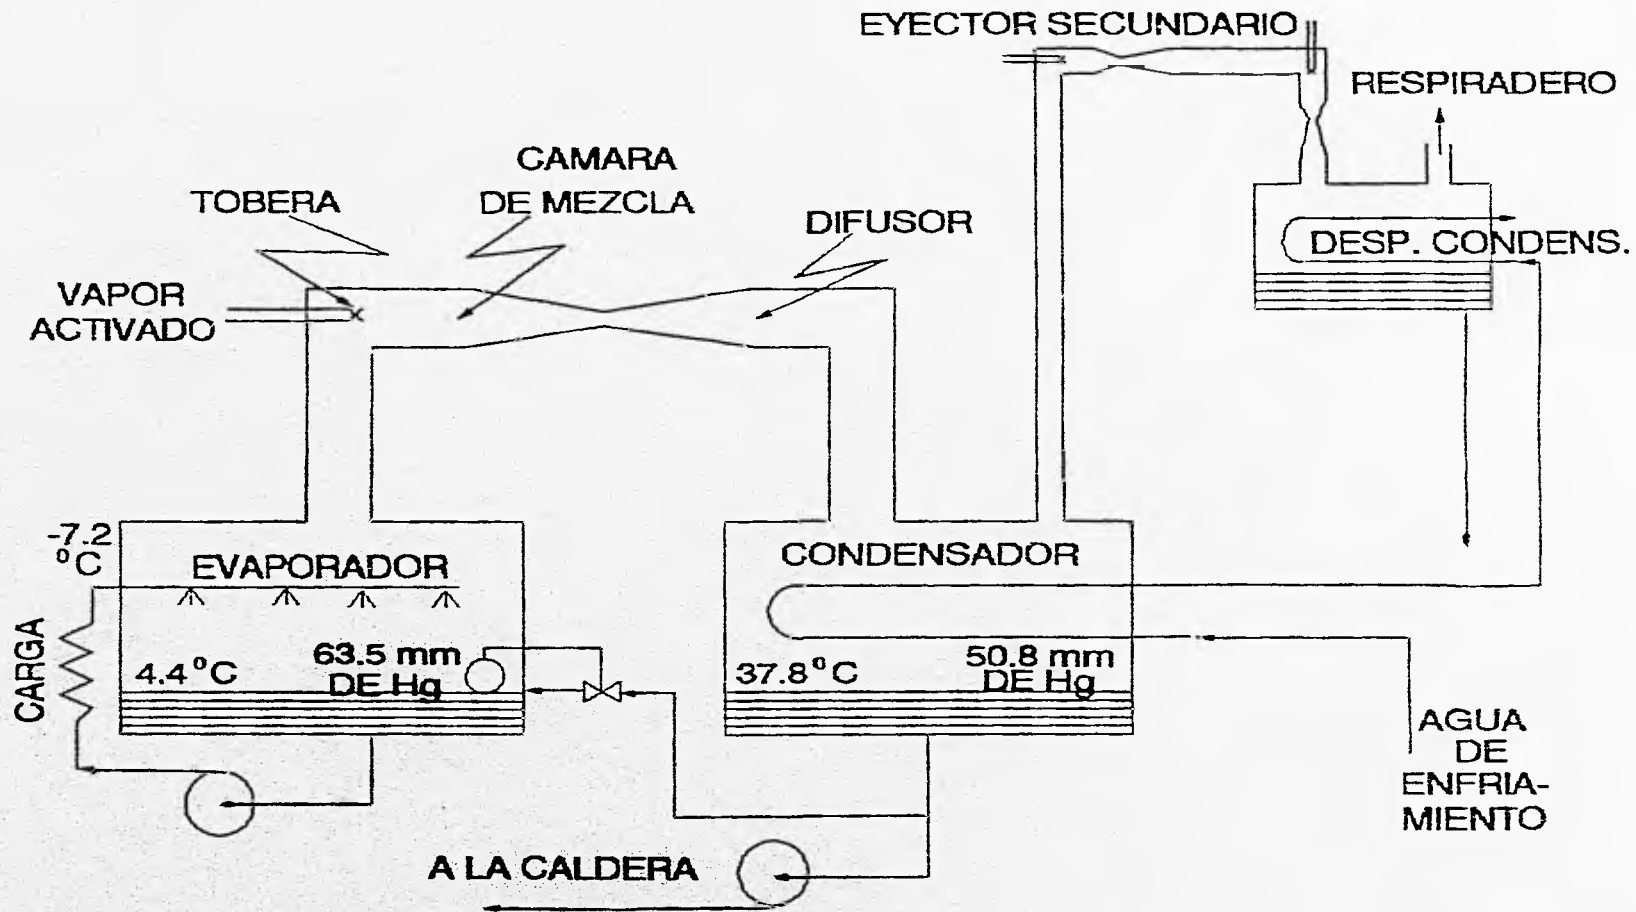 EYECTOR SECUNDARIO
RESPIRADERO
CAMARA
DE MEZCLA
TOBERA
DIFUSOR
DESP. CONDENS.
VAPOR
ACTIVADO
-7.2
°C
EVAPORADOR
CONDENSADOR
CARGA
4.4°C
63.5 mm
DE Hg
37.8°C
50.8 mm
DE Hg
AGUA
DE
ENFRIA-
MIENTO
A LA CALDERA